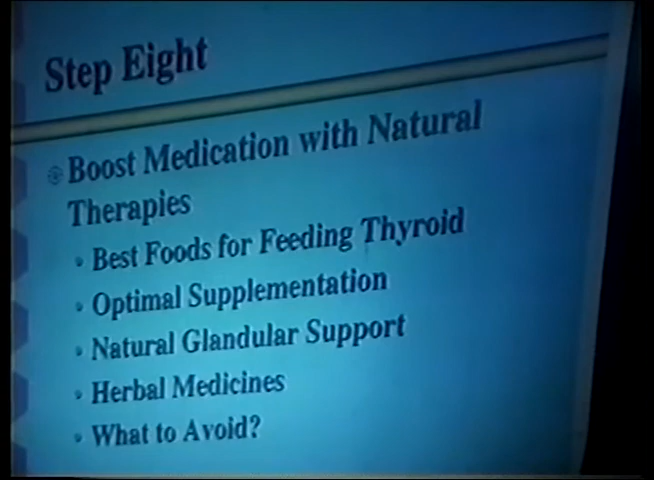 Step Eight
Boost Medication with Natural
Therapies
• Best Foods for Feeding Thyroid
• Optimal Supplementation
• Natural Glandular Support
• Herbal Medicines
• What to Avoid?